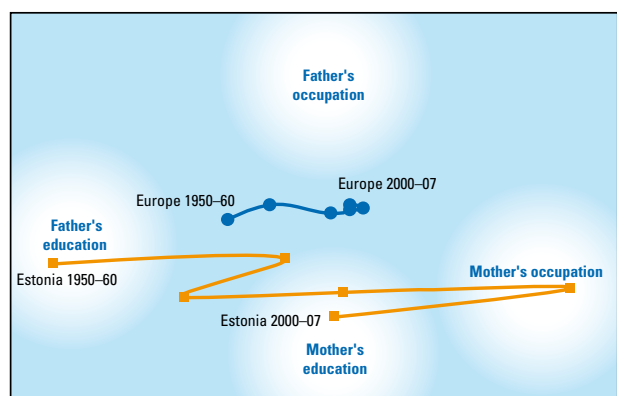 Father's
occupation
Europe 1950–60
Europe 2000–07
Father's
education
Estonia 1950–60
Mother's occupation
Estonia 2000–07
Mother's
education